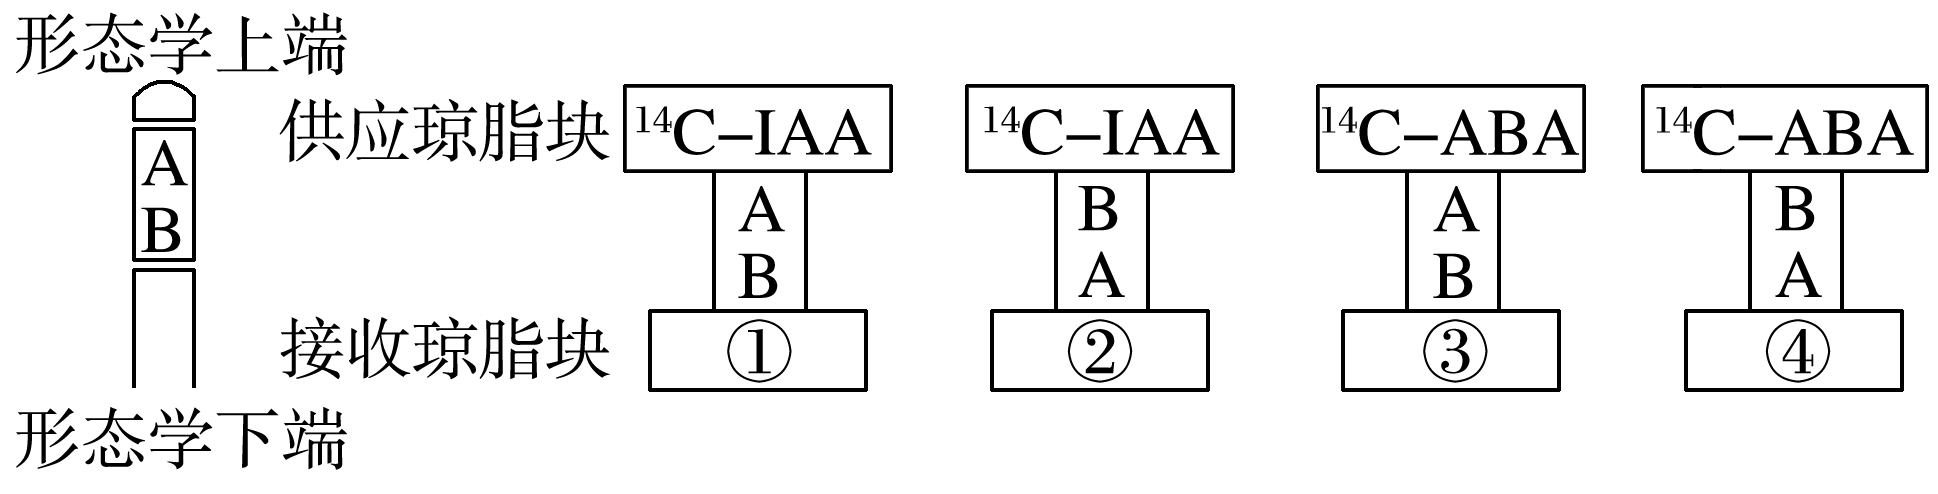 形态学上端
供应琼脂块 ¹⁴C–IAA ¹⁴C–IAA ¹⁴C–ABA ¹⁴C–ABA
A A B A B
B B A B A
接收琼脂块 ① ② ③ ④
形态学下端